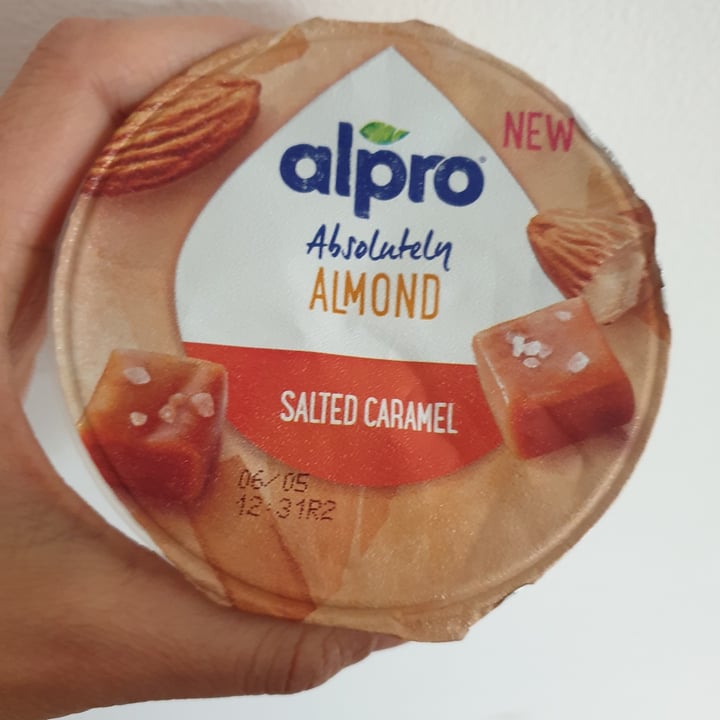 NEW
alpro
Absolutely
ALMOND
SALTED CARAMEL
06/05
12:31R2